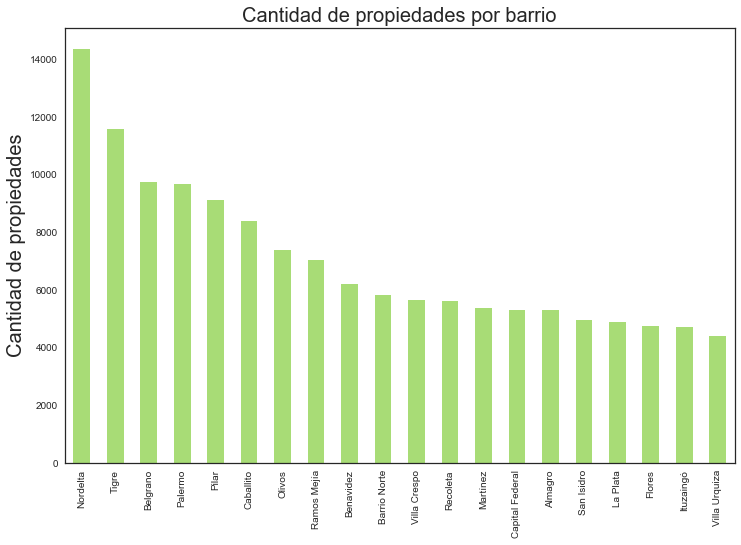 Cantidad de propiedades por barrio
Cantidad de propiedades
14000
12000
10000
8000
6000
4000
2000
0
Nordelta
Tigre
Belgrano
Palermo
Pilar
Caballito
Olivos
Ramos Mejía
Benavidez
Barrio Norte
Villa Crespo
Recoleta
Martínez
Capital Federal
Almagro
San Isidro
La Plata
Flores
Ituzaingó
Villa Urquiza